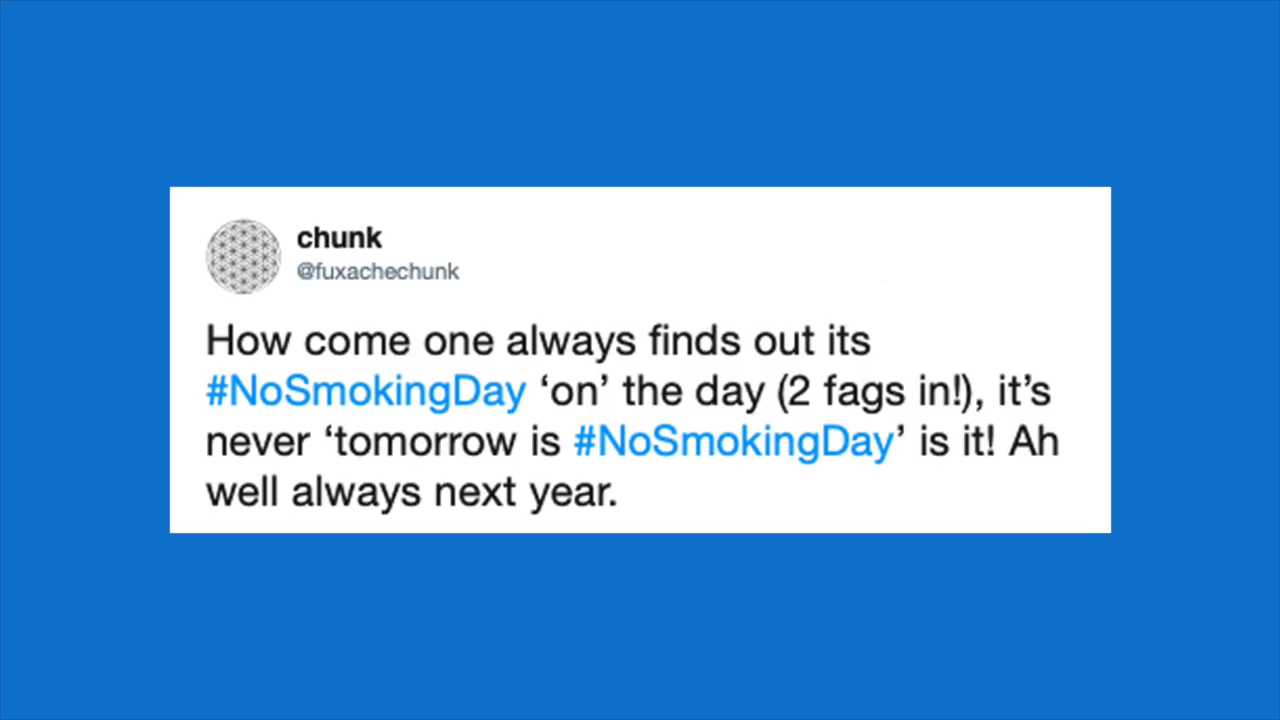 chunk
@fuxachechunk
How come one always finds out its
#NoSmokingDay ‘on’ the day (2 fags in!), it’s
never ‘tomorrow is #NoSmokingDay’ is it! Ah
well always next year.